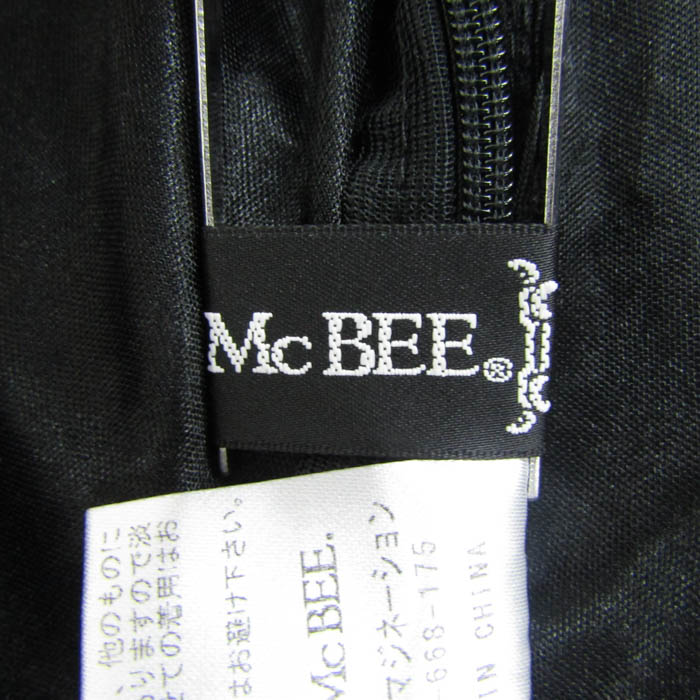 Mc BEE.®
他のものに
りますので淡
ての着用はお
はお避け下さい。
Mc BEE.
マジネーション
-668-175
IN CHINA